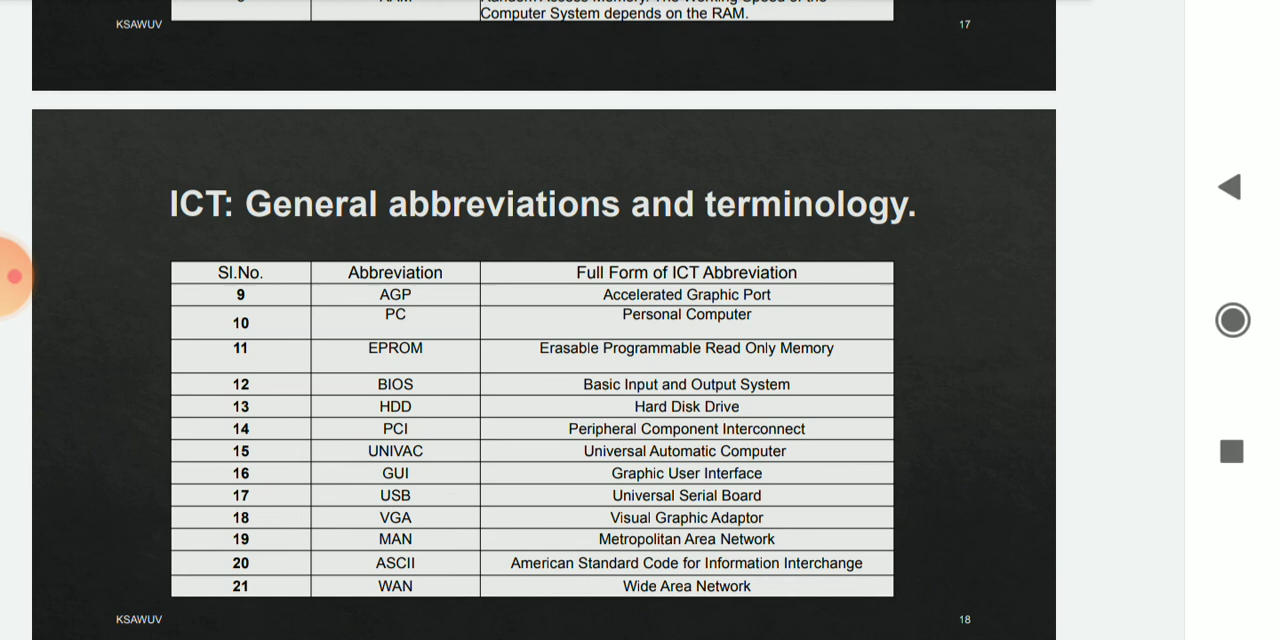 Computer System depends on the RAM.
KSAWUV 17
ICT: General abbreviations and terminology.
Sl.No. Abbreviation Full Form of ICT Abbreviation
9 AGP Accelerated Graphic Port
10 PC Personal Computer
11 EPROM Erasable Programmable Read Only Memory
12 BIOS Basic Input and Output System
13 HDD Hard Disk Drive
14 PCI Peripheral Component Interconnect
15 UNIVAC Universal Automatic Computer
16 GUI Graphic User Interface
17 USB Universal Serial Board
18 VGA Visual Graphic Adaptor
19 MAN Metropolitan Area Network
20 ASCII American Standard Code for Information Interchange
21 WAN Wide Area Network
KSAWUV 18